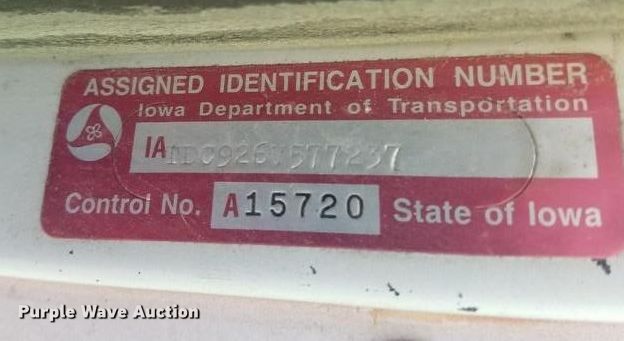 ASSIGNED IDENTIFICATION NUMBER
Iowa Department of Transportation
IA
Control No. A15720 State of Iowa
Purple Wave Auction